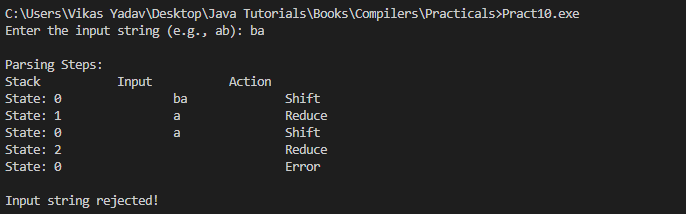 C:\Users\Vikas Yadav\Desktop\Java Tutorials\Books\Compilers\Practicals>Pract10.exe
Enter the input string (e.g., ab): ba
Parsing Steps:
Stack Input Action
State: 0 ba Shift
State: 1 a Reduce
State: 0 a Shift
State: 2 Reduce
State: 0 Error
Input string rejected!